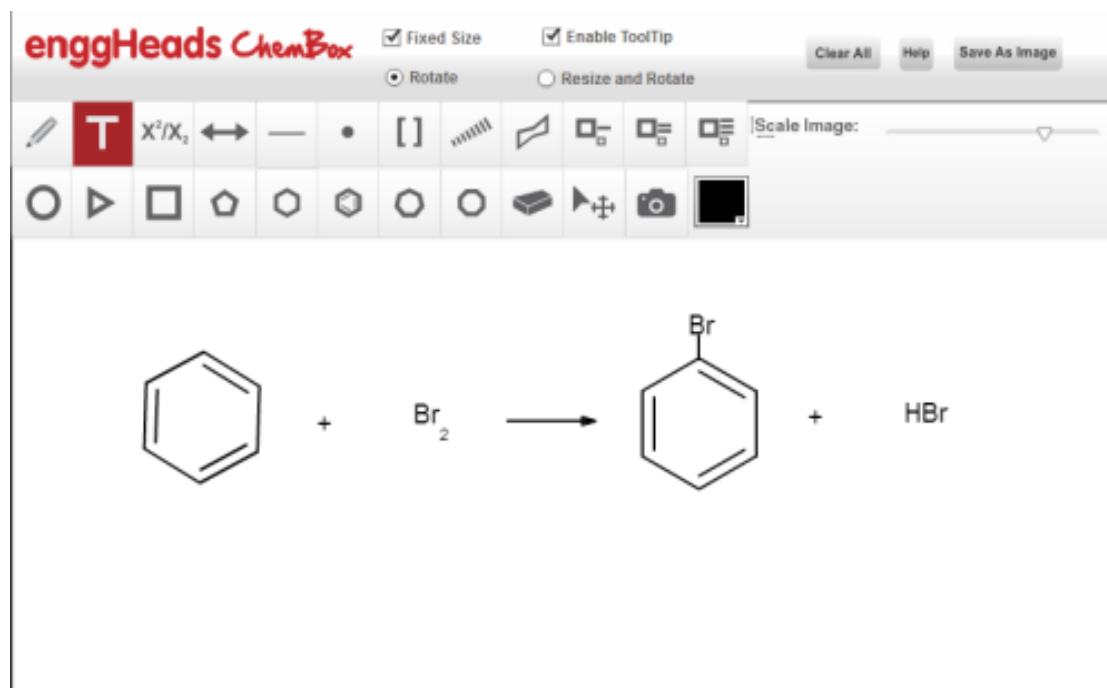 enggHeads ChemBox
Fixed Size Enable ToolTip
Rotate Resize and Rotate
Clear All Help Save As Image
T X²/X₂ [ ] Scale Image:
Br
+ Br₂ + HBr